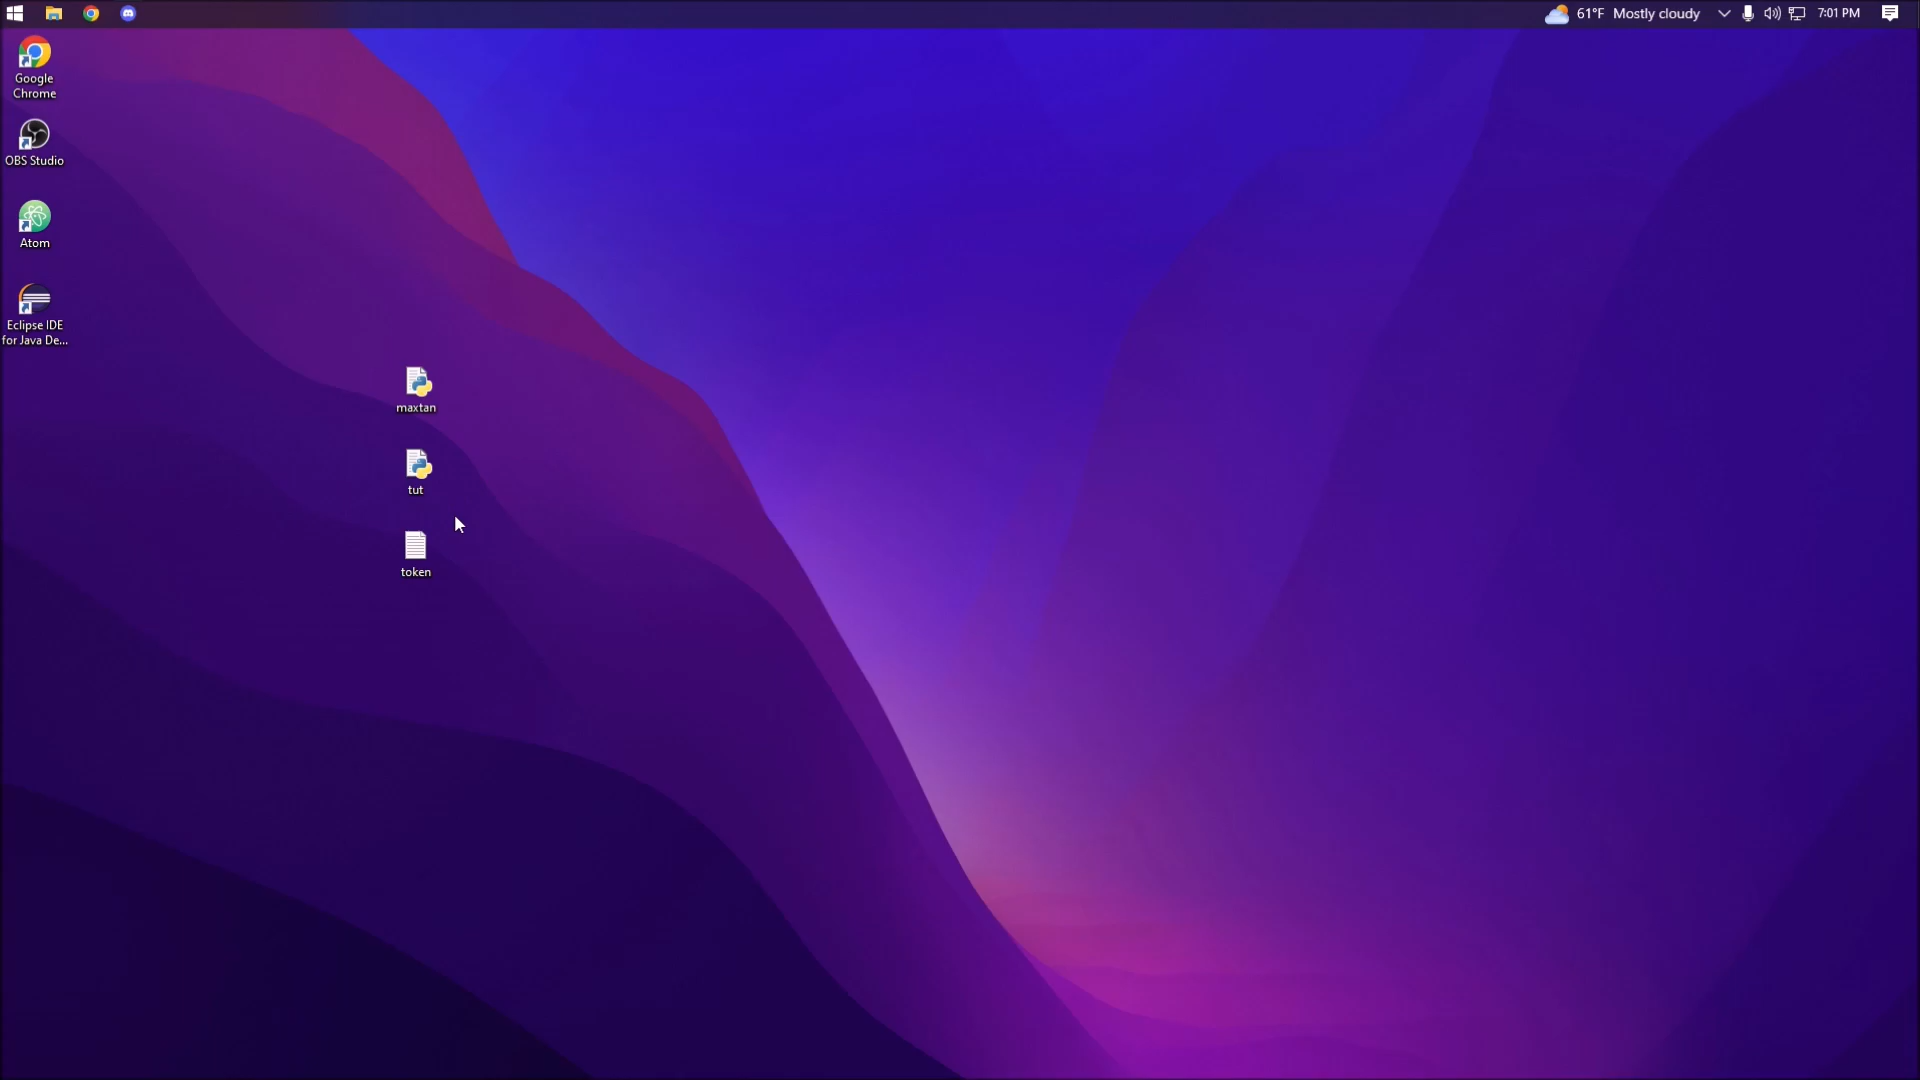 61°F Mostly cloudy
7:01 PM
Google
Chrome
OBS Studio
Atom
Eclipse IDE
for Java De...
maxtan
tut
token